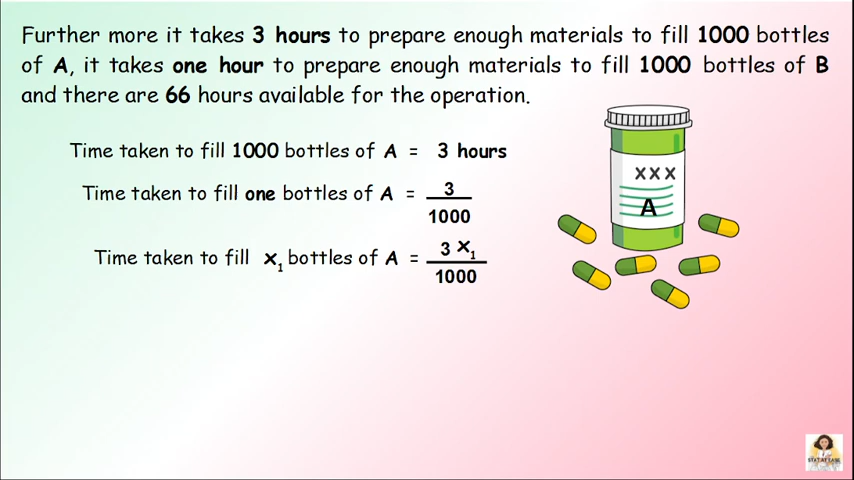 Further more it takes 3 hours to prepare enough materials to fill 1000 bottles
of A, it takes one hour to prepare enough materials to fill 1000 bottles of B
and there are 66 hours available for the operation.
Time taken to fill 1000 bottles of A = 3 hours
Time taken to fill one bottles of A = 3
1000
Time taken to fill x₁ bottles of A = 3 x₁
1000
XXX
A